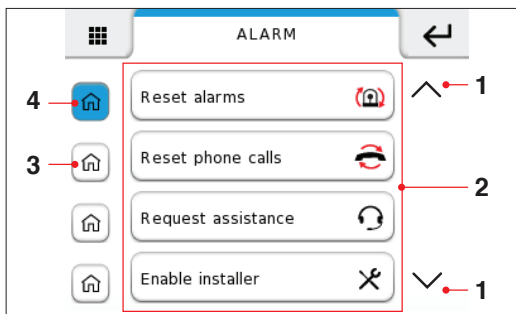 ALARM
1
4
Reset alarms
3
Reset phone calls
2
Request assistance
Enable installer
1